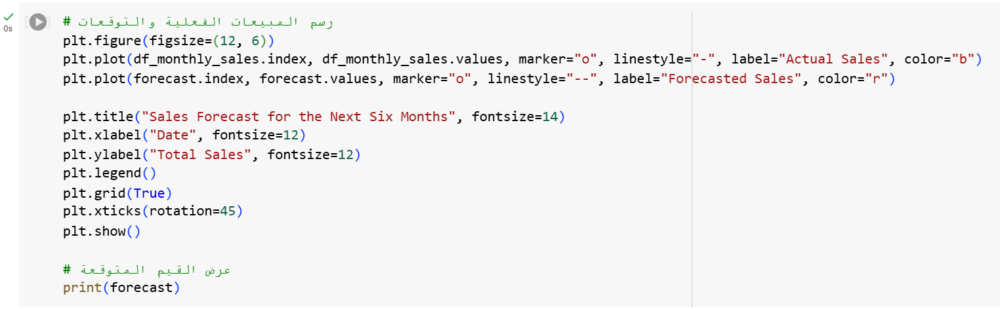 0s
# رسم المبيعات الفعلية والتوقعات
plt.figure(figsize=(12, 6))
plt.plot(df_monthly_sales.index, df_monthly_sales.values, marker="o", linestyle="-", label="Actual Sales", color="b")
plt.plot(forecast.index, forecast.values, marker="o", linestyle="--", label="Forecasted Sales", color="r")
plt.title("Sales Forecast for the Next Six Months", fontsize=14)
plt.xlabel("Date", fontsize=12)
plt.ylabel("Total Sales", fontsize=12)
plt.legend()
plt.grid(True)
plt.xticks(rotation=45)
plt.show()
# عرض القيم المتوقعة
print(forecast)